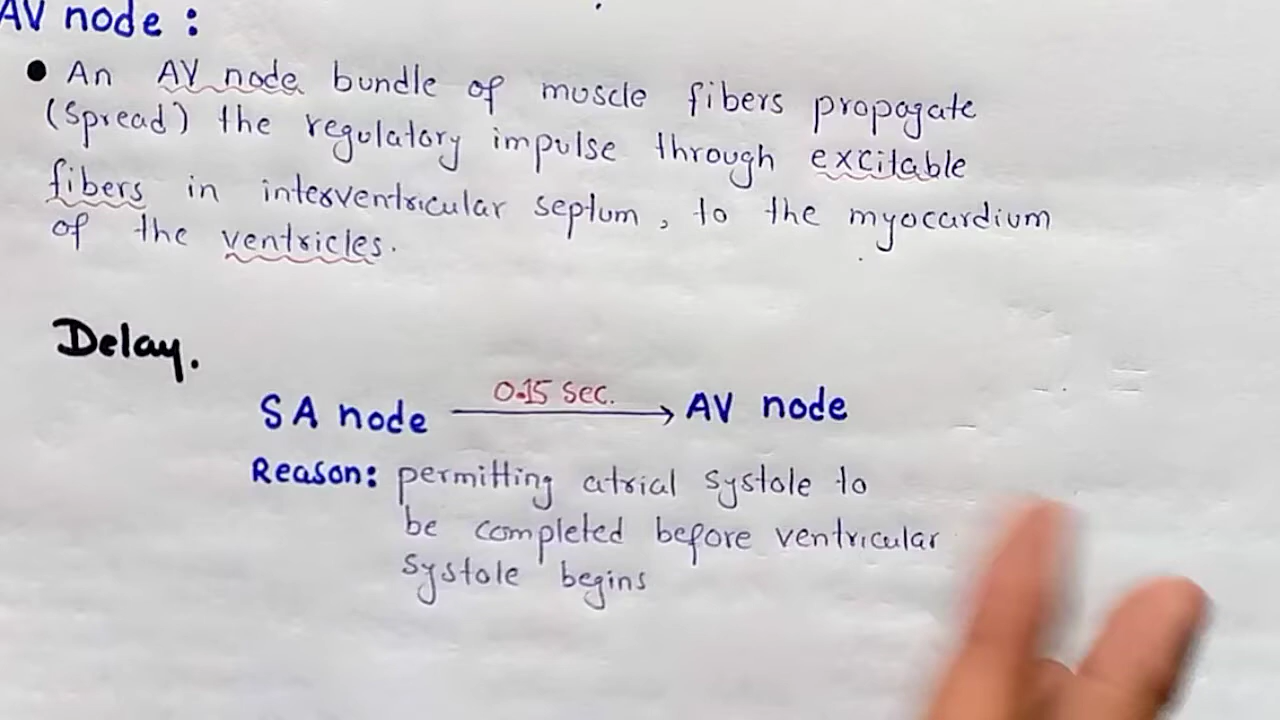 AV node :
● An AV node bundle of muscle fibers propagate
(spread) the regulatory impulse through excitable
fibers in interventricular septum, to the myocardium
of the ventricles.
Delay.
SA node 0.15 sec. → AV node
Reason: permitting atrial systole to
be completed before ventricular
systole begins